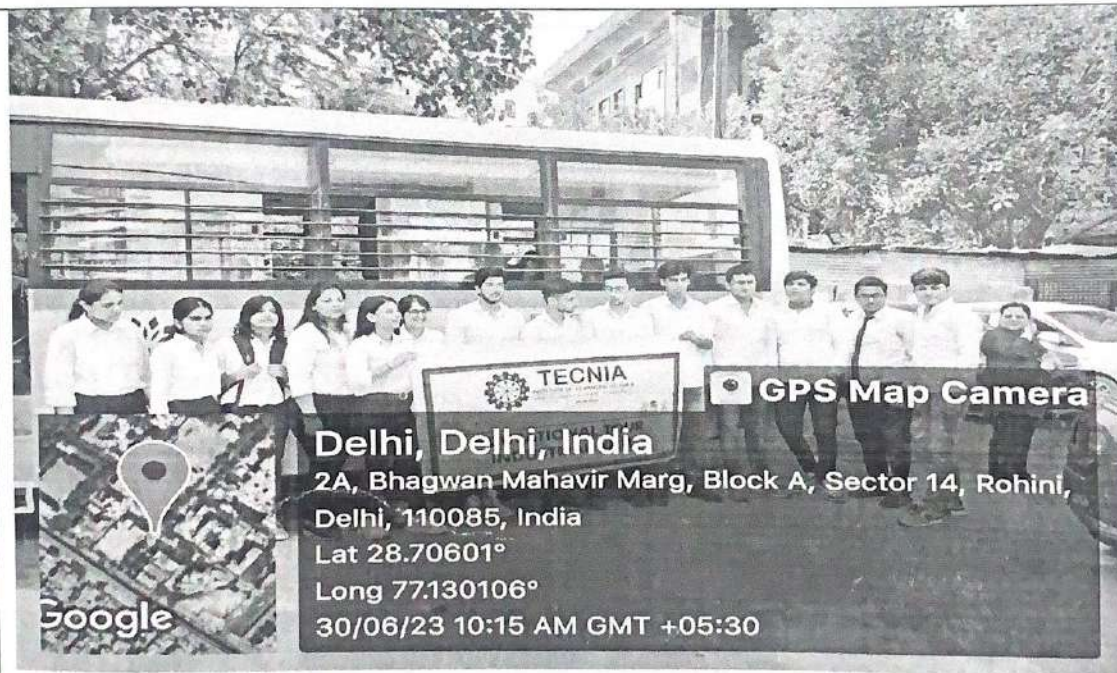 TECNIA
GPS Map Camera
Delhi, Delhi, India
2A, Bhagwan Mahavir Marg, Block A, Sector 14, Rohini,
Delhi, 110085, India
Lat 28.70601°
Long 77.130106°
30/06/23 10:15 AM GMT +05:30
Google